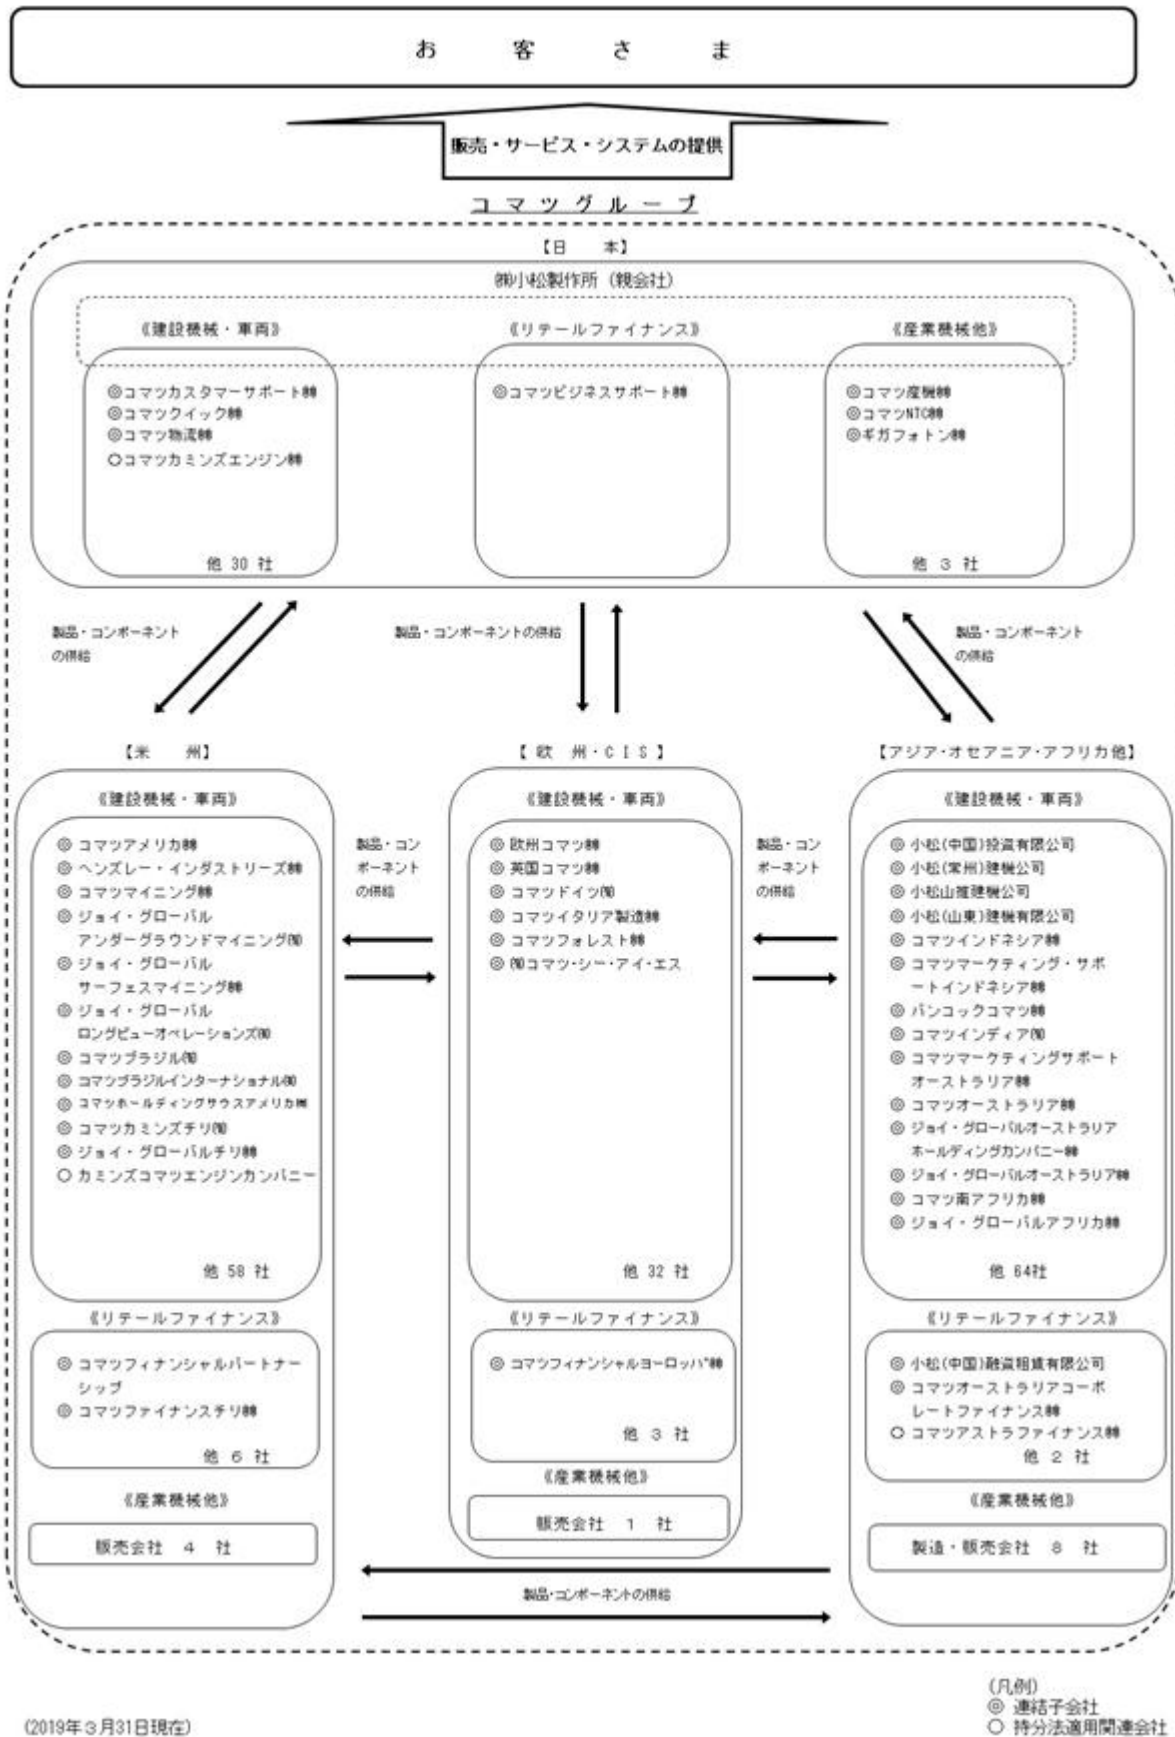 お客さま
販売・サービス・システムの提供
コマツグループ
【日 本】
㈱小松製作所（親会社）
《建設機械・車両》
◎コマツカスタマーサポート㈱
◎コマツクイック㈱
◎コマツ物流㈱
○コマツカミンズエンジン㈱
他 30 社
《リテールファイナンス》
◎コマツビジネスサポート㈱
《産業機械他》
◎コマツ産機㈱
◎コマツNTC㈱
◎ギガフォトン㈱
他 3 社
製品・コンポーネント
の供給
製品・コンポーネントの供給
製品・コンポーネント
の供給
【米 州】
《建設機械・車両》
◎ コマツアメリカ㈱
◎ ヘンズレー・インダストリーズ㈱
◎ コマツマイニング㈱
◎ ジョイ・グローバル
アンダーグラウンドマイニング㈲
◎ ジョイ・グローバル
サーフェスマイニング㈱
◎ ジョイ・グローバル
ロングビューオペレーションズ㈲
◎ コマツブラジル㈲
◎ コマツブラジルインターナショナル㈲
◎ コマツホールディングサウスアメリカ㈲
◎ コマツカミンズチリ㈲
◎ ジョイ・グローバルチリ㈱
○ カミンズコマツエンジンカンパニー
他 58 社
《リテールファイナンス》
◎ コマツフィナンシャルパートナー
シップ
◎ コマツファイナンスチリ㈱
他 6 社
《産業機械他》
販売会社 4 社
製品・コン
ポーネント
の供給
【 欧 州・CIS 】
《建設機械・車両》
◎ 欧州コマツ㈱
◎ 英国コマツ㈱
◎ コマツドイツ㈲
◎ コマツイタリア製造㈱
◎ コマツフォレスト㈱
◎ ㈲コマツ・シー・アイ・エス
他 32 社
《リテールファイナンス》
◎ コマツフィナンシャルヨーロッパ㈱
他 3 社
《産業機械他》
販売会社 1 社
製品・コン
ポーネント
の供給
【アジア・オセアニア・アフリカ他】
《建設機械・車両》
◎ 小松(中国)投資有限公司
◎ 小松(常州)建機公司
◎ 小松山推建機公司
◎ 小松(山東)建機有限公司
◎ コマツインドネシア㈱
◎ コマツマーケティング・サポ
ートインドネシア㈱
◎ バンコックコマツ㈱
◎ コマツインディア㈲
◎ コマツマーケティングサポート
オーストラリア㈱
◎ コマツオーストラリア㈱
◎ ジョイ・グローバルオーストラリア
ホールディングカンパニー㈱
◎ ジョイ・グローバルオーストラリア㈱
◎ コマツ南アフリカ㈱
◎ ジョイ・グローバルアフリカ㈱
他 64社
《リテールファイナンス》
◎ 小松(中国)融資租賃有限公司
◎ コマツオーストラリアコーポ
レートファイナンス㈱
○ コマツアストラファイナンス㈱
他 2 社
《産業機械他》
製造・販売会社 8 社
製品・コンポーネントの供給
(凡例)
◎ 連結子会社
○ 持分法適用関連会社
(2019年3月31日現在)